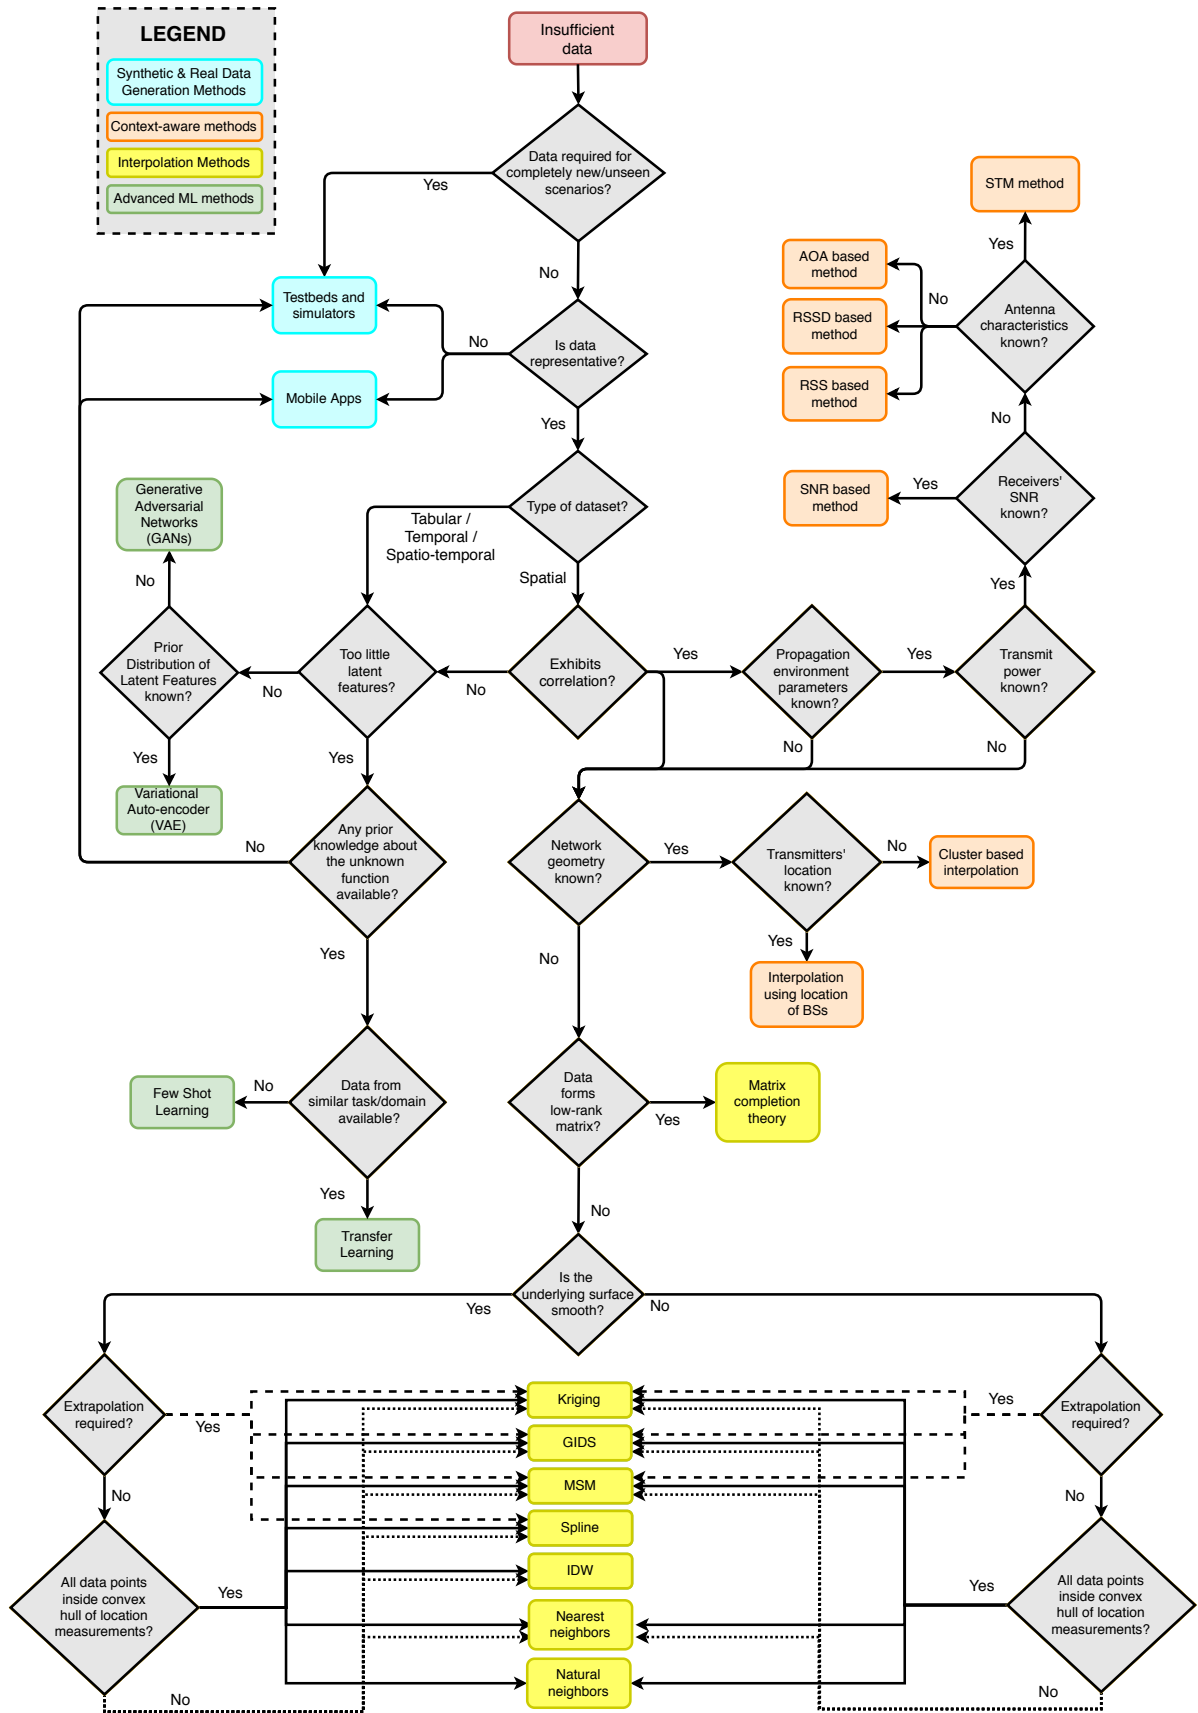 LEGEND
Synthetic & Real Data
Generation Methods
Context-aware methods
Interpolation Methods
Advanced ML methods
Insufficient
data
Data required for
completely new/unseen
scenarios?
Yes
No
Testbeds and
simulators
Is data
representative?
No
Mobile Apps
Yes
Type of dataset?
Tabular /
Temporal /
Spatio-temporal
Spatial
STM method
Yes
AOA based
method
RSSD based
method
RSS based
method
No
Antenna
characteristics
known?
No
SNR based
method
Yes
Receivers'
SNR
known?
Yes
Generative
Adversarial
Networks
(GANs)
No
Prior
Distribution of
Latent Features
known?
No
Too little
latent
features?
No
Exhibits
correlation?
Yes
Propagation
environment
parameters
known?
Yes
Transmit
power
known?
Yes
Yes
No
No
Variational
Auto-encoder
(VAE)
No
Any prior
knowledge about
the unknown
function
available?
Network
geometry
known?
Yes
Transmitters'
location
known?
No
Cluster based
interpolation
Yes
No
Yes
Interpolation
using location
of BSs
Few Shot
Learning
No
Data from
similar task/domain
available?
Data
forms
low-rank
matrix?
Yes
Matrix
completion
theory
Yes
No
Transfer
Learning
Is the
underlying surface
smooth?
Yes
No
Extrapolation
required?
Yes
Kriging
GIDS
MSM
Spline
IDW
Nearest
neighbors
Natural
neighbors
Yes
Extrapolation
required?
No
No
All data points
inside convex
hull of location
measurements?
Yes
No
Yes
All data points
inside convex
hull of location
measurements?
No